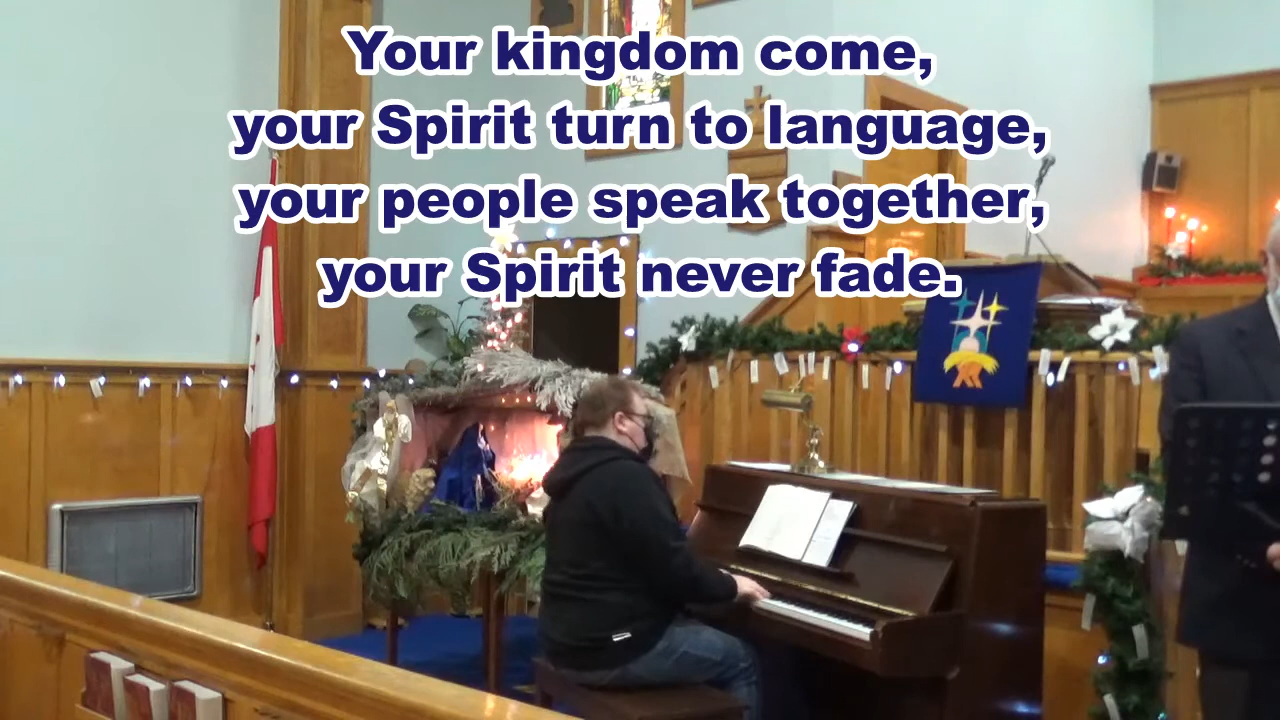 Your kingdom come,
your Spirit turn to language,
your people speak together,
your Spirit never fade.